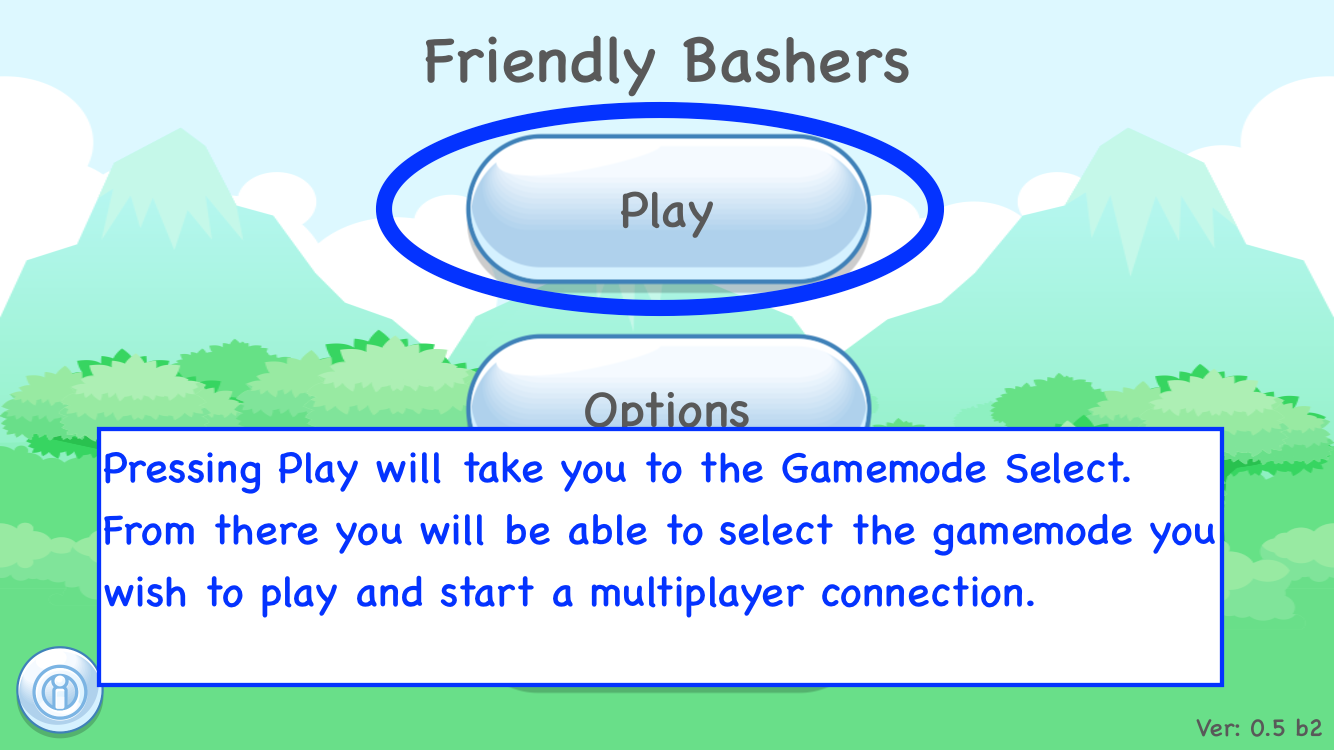 Friendly Bashers
Play
Options
Pressing Play will take you to the Gamemode Select.
From there you will be able to select the gamemode you
wish to play and start a multiplayer connection.
Ver: 0.5 b2